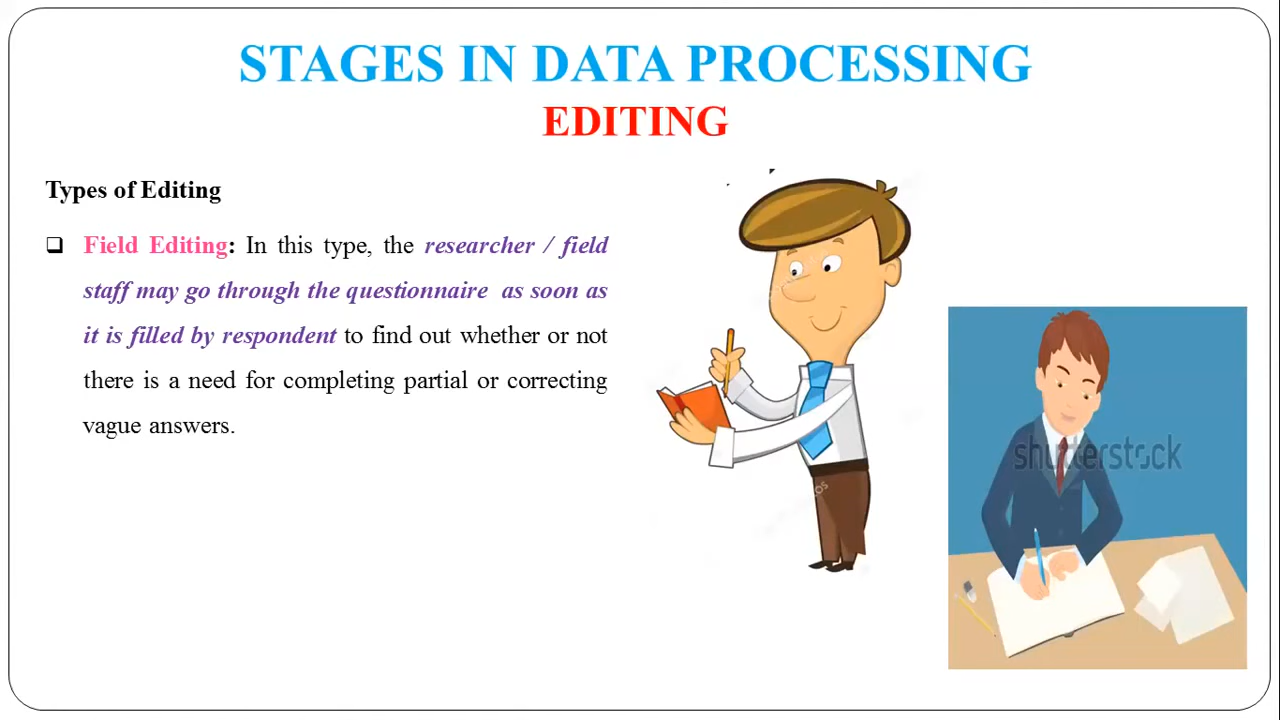 STAGES IN DATA PROCESSING
EDITING
Types of Editing
Field Editing: In this type, the researcher / field
staff may go through the questionnaire as soon as
it is filled by respondent to find out whether or not
there is a need for completing partial or correcting
vague answers.
shutterstock